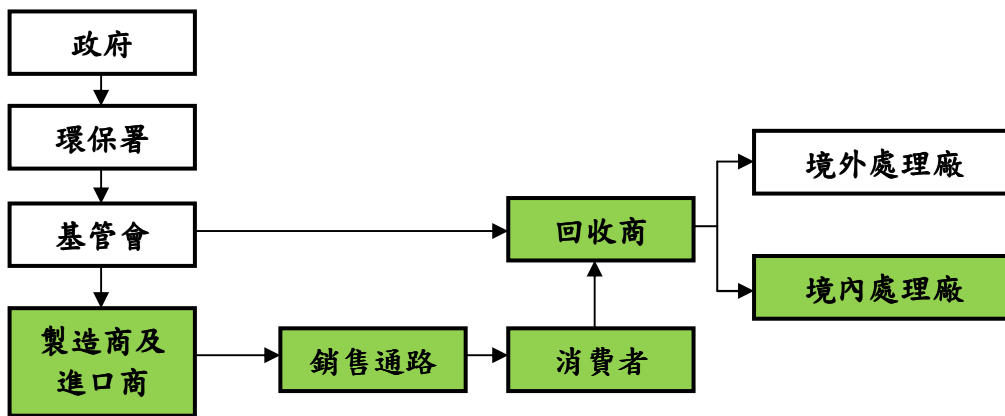 政府
環保署
境外處理廠
基管會
回收商
境內處理廠
製造商及
進口商
銷售通路
消費者